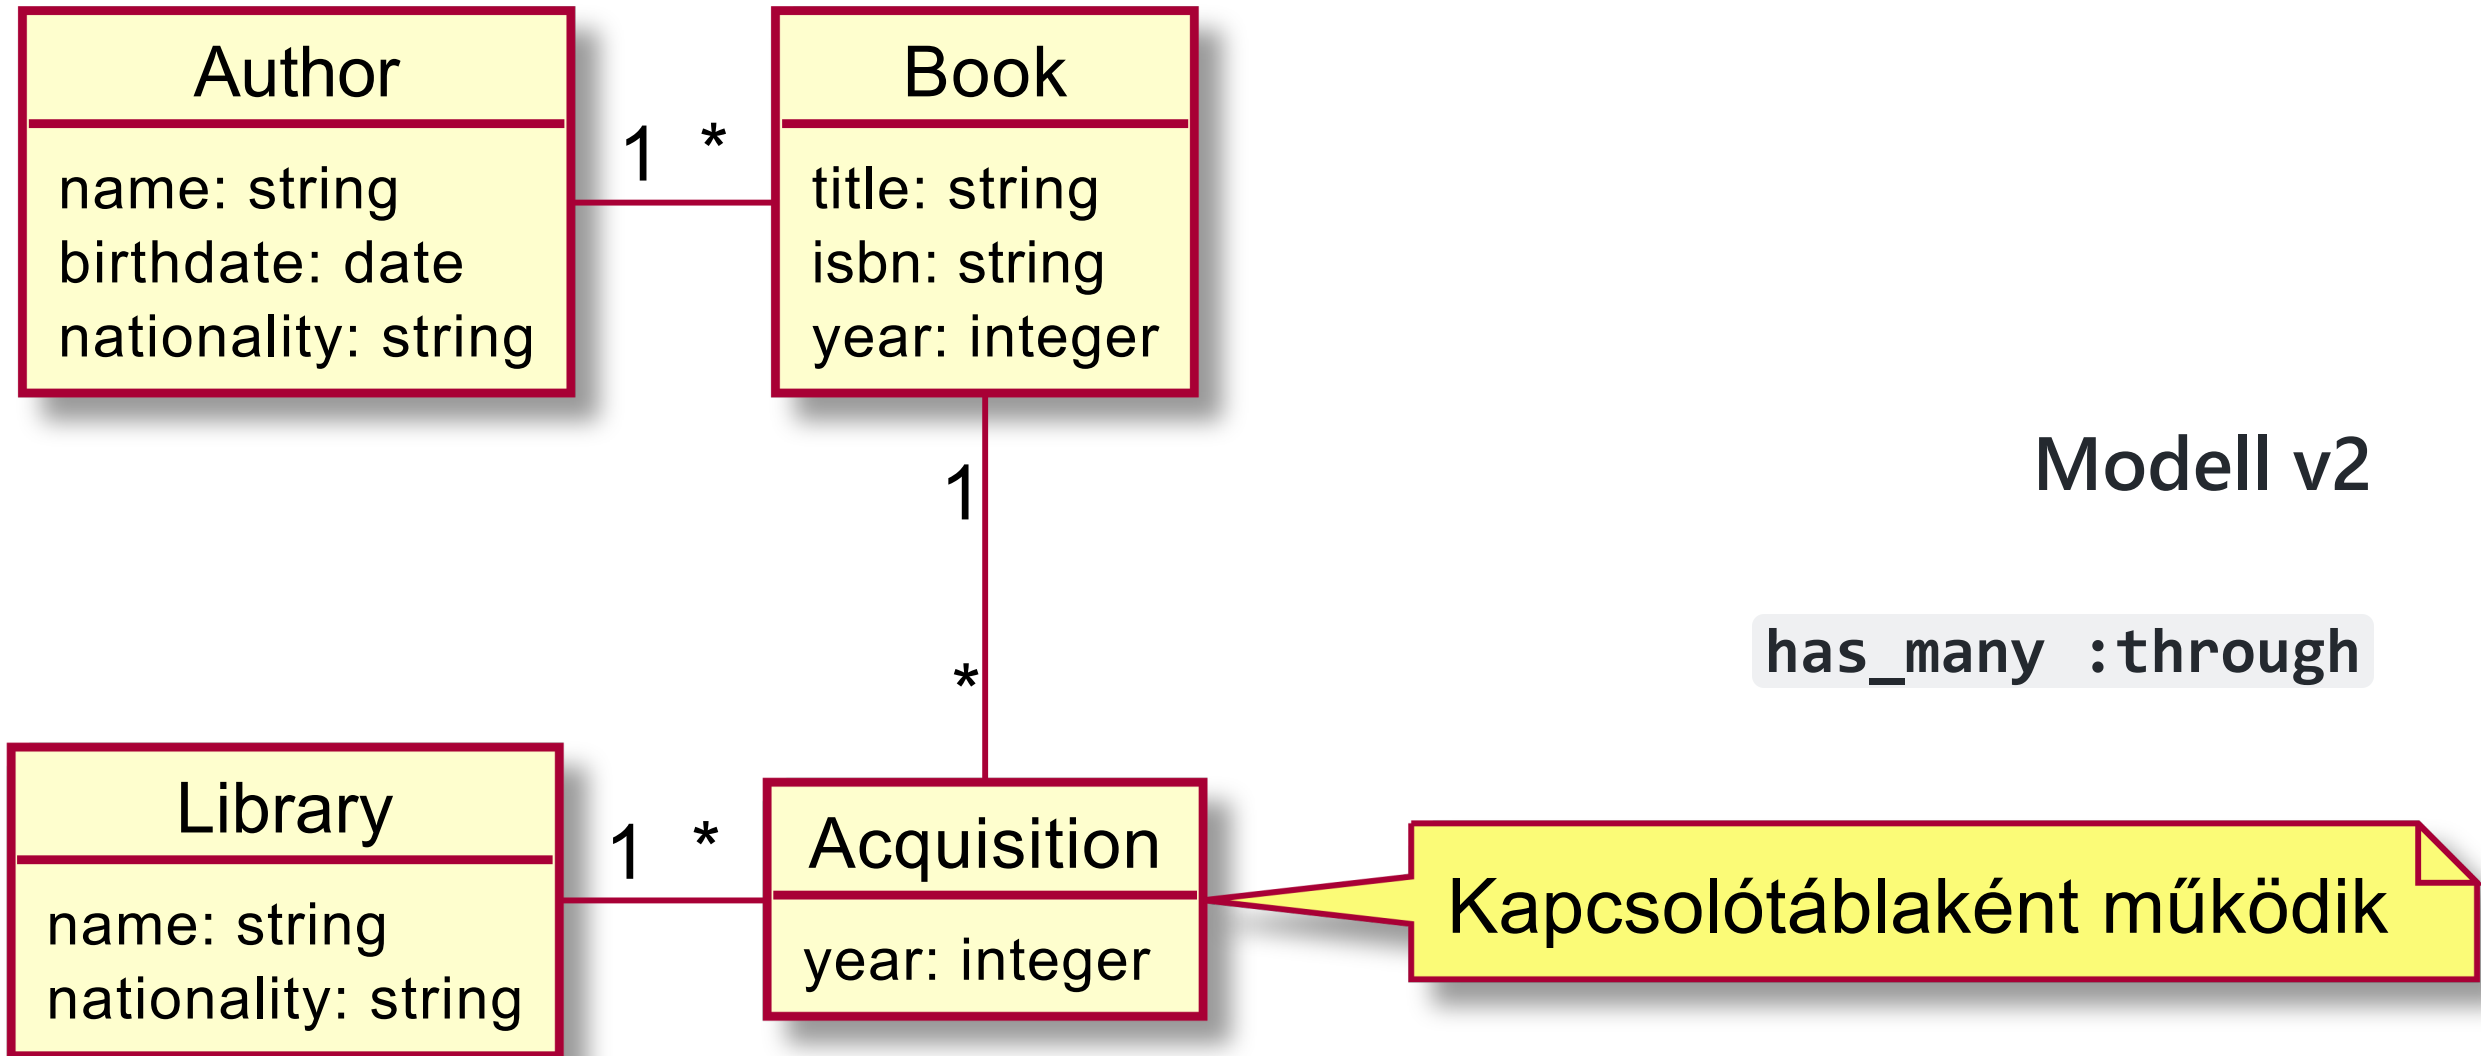 Author
name: string
birthdate: date
nationality: string
1 *
Book
title: string
isbn: string
year: integer
1
*
Modell v2
has_many :through
Library
name: string
nationality: string
1 *
Acquisition
year: integer
Kapcsolótáblaként működik